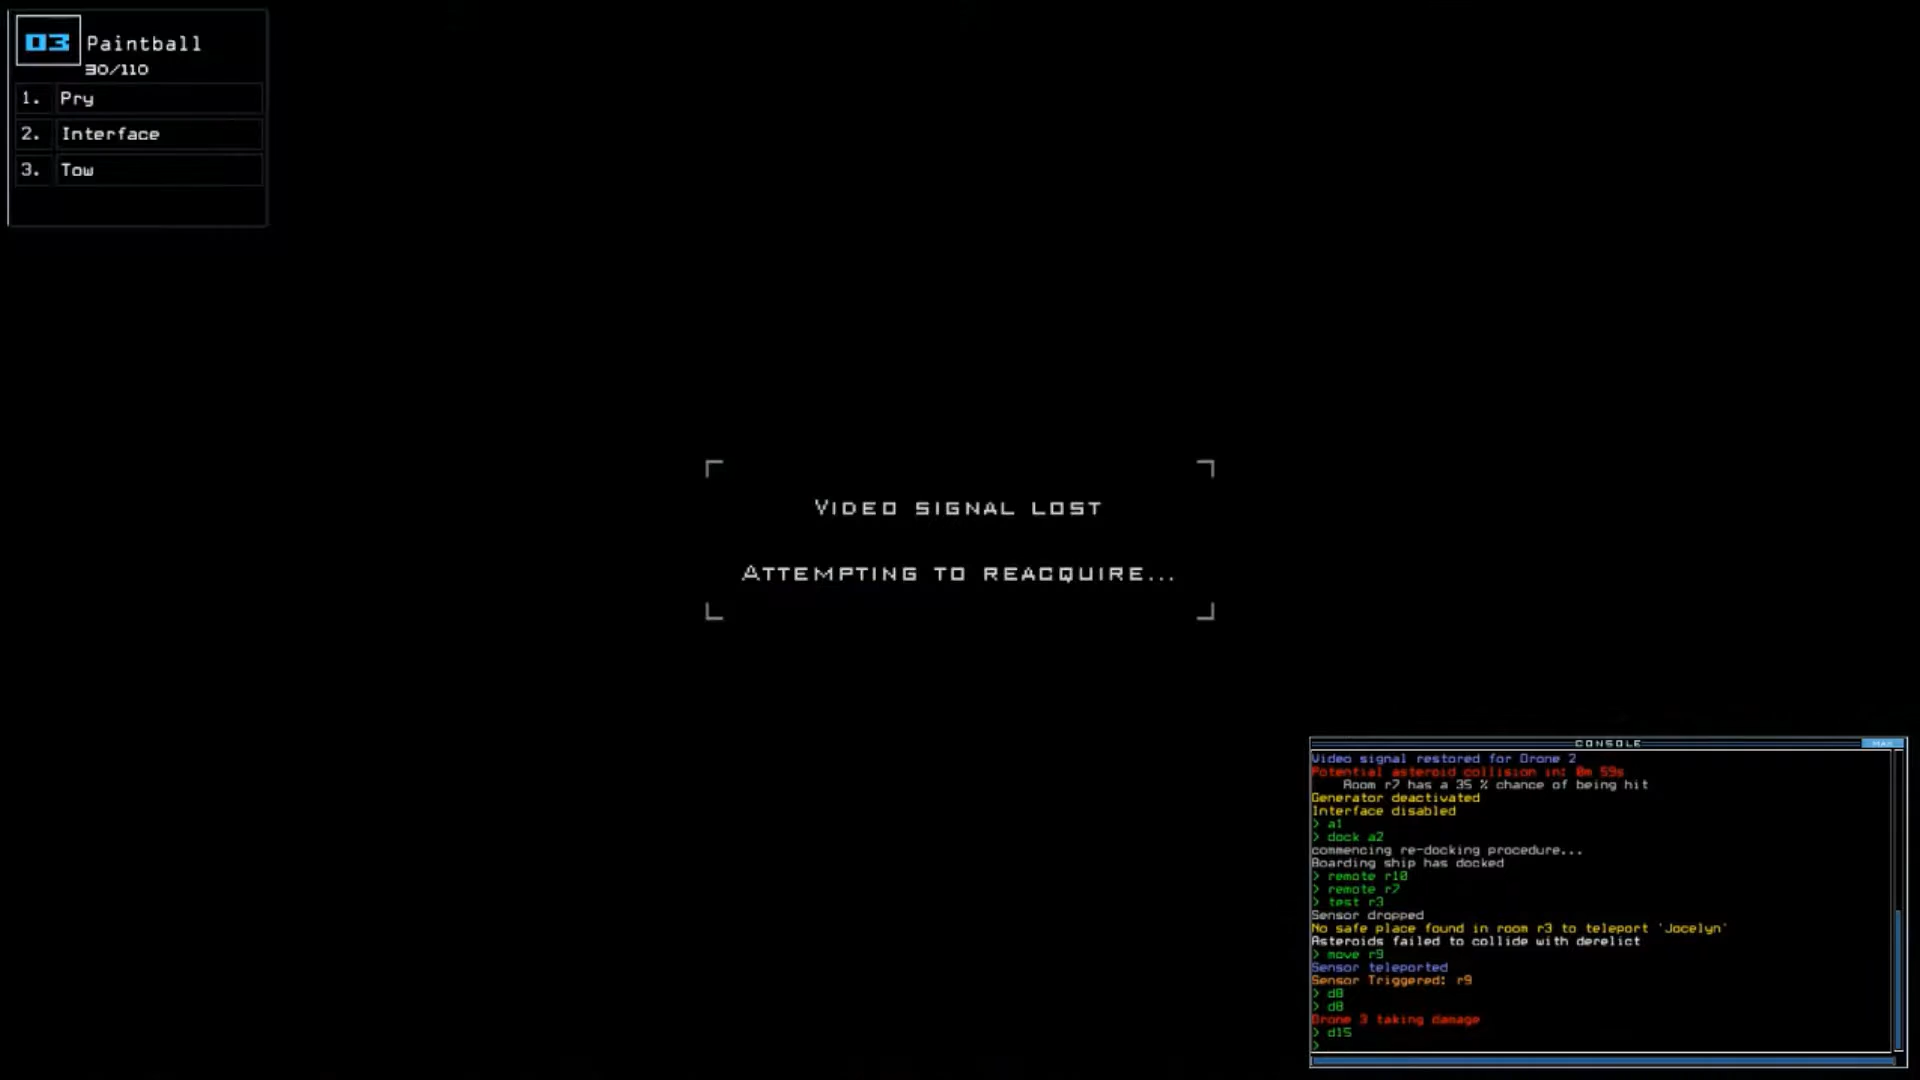 03 Paintball
30/110
1. Pry
2. Interface
3. Tow
Video signal lost
Attempting to reacquire...
CONSOLE MAX
Video signal restored for Drone 2
Potential asteroid collision in: 0m 59s
Room r7 has a 35 % chance of being hit
Generator deactivated
Interface disabled
> a1
> dock a2
commencing re-docking procedure...
Boarding ship has docked
> remote r10
> remote r7
> test r3
Sensor dropped
No safe place found in room r3 to teleport 'Jocelyn'
Asteroids failed to collide with derelict
> move r9
Sensor teleported
Sensor Triggered: r9
> d8
> d8
Drone 3 taking damage
> d15
>